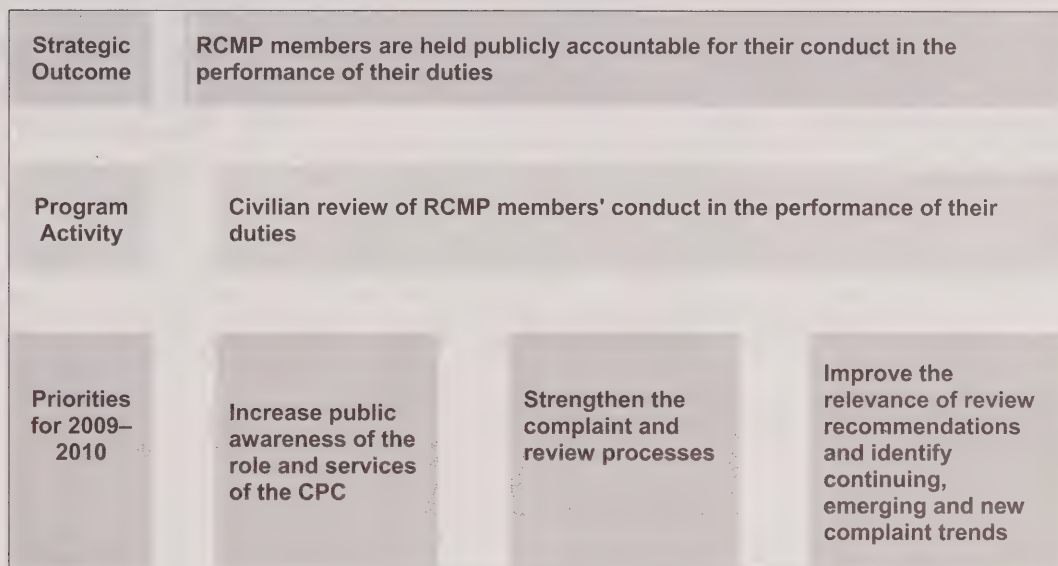 Strategic
Outcome
RCMP members are held publicly accountable for their conduct in the
performance of their duties
Program
Activity
Civilian review of RCMP members' conduct in the performance of their
duties
Priorities
for 2009–
2010
Increase public
awareness of the
role and services
of the CPC
Strengthen the
complaint and
review processes
Improve the
relevance of review
recommendations
and identify
continuing,
emerging and new
complaint trends